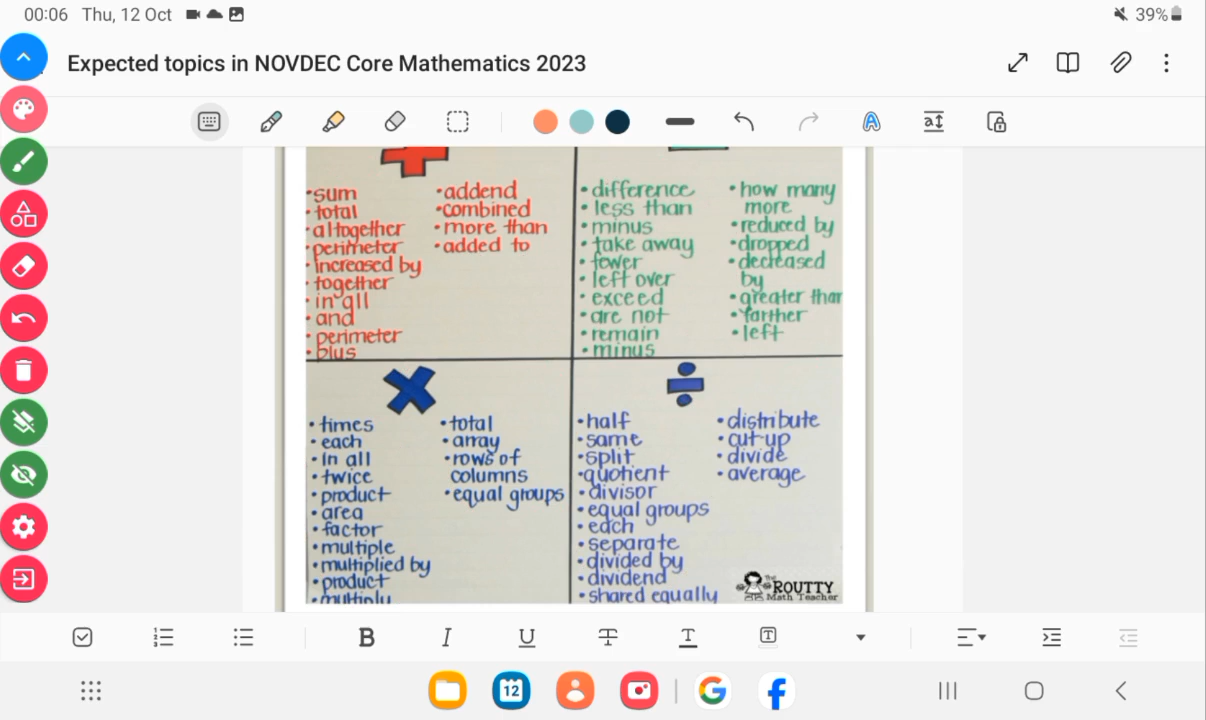 00:06 Thu, 12 Oct
39%
Expected topics in NOVDEC Core Mathematics 2023
•sum
•total
•altogether
•perimeter
•increased by
•together
•in all
•and
•perimeter
•plus
•addend
•combined
•more than
•added to
•difference
•less than
•minus
•take away
•fewer
•left over
•exceed
•are not
•remain
•minus
•how many
more
•reduced by
•dropped
•decreased
by
•greater than
•farther
•left
•times
•each
•in all
•twice
•product
•area
•factor
•multiple
•multiplied by
•product
•multiply
•total
•array
•rows of
columns
•equal groups
•half
•same
•split
•quotient
•divisor
•equal groups
•each
•separate
•divided by
•dividend
•shared equally
•distribute
•cut up
•divide
•average
The
ROUTTY
Math Teacher
B I U T T T
12
G f